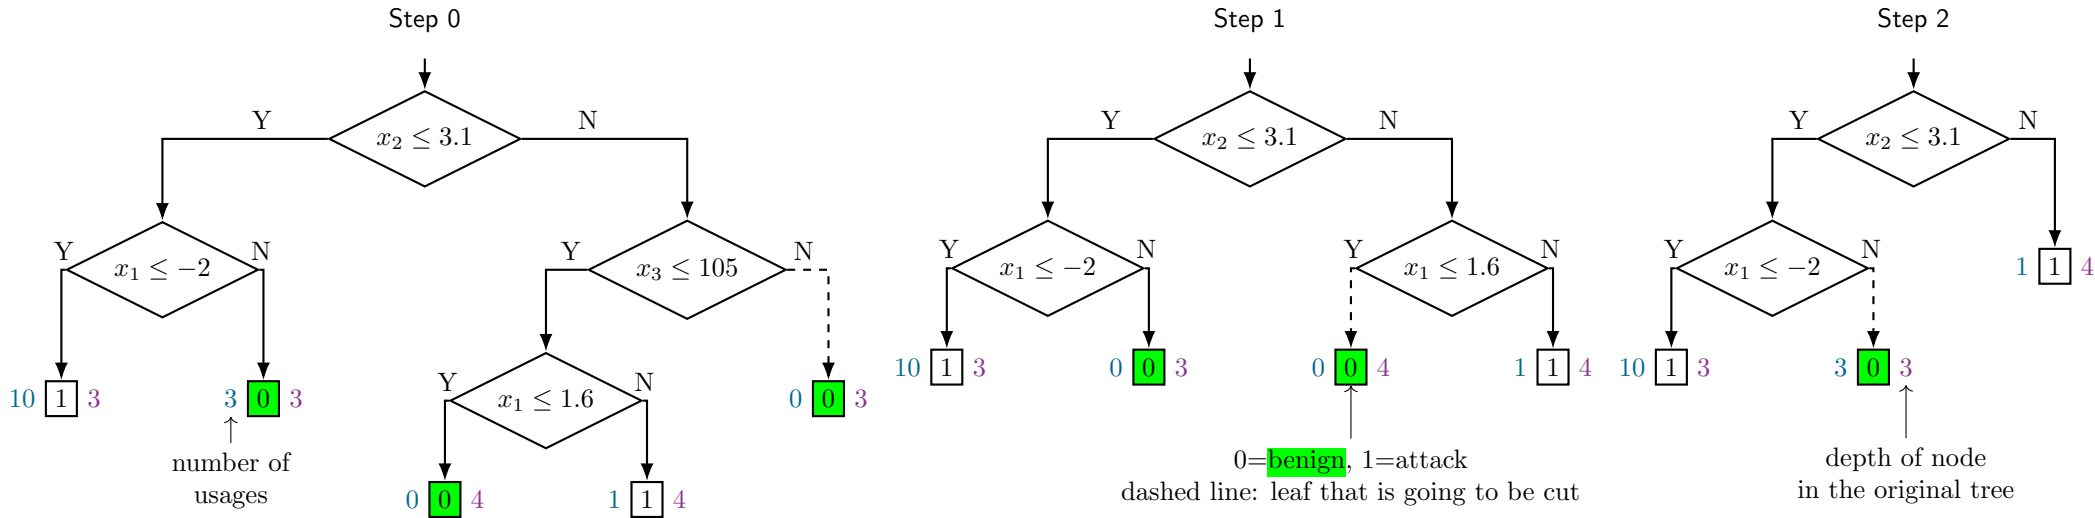 Step 0
x₂ ≤ 3.1
Y
N
x₁ ≤ −2
Y
N
x₃ ≤ 105
Y
N
10 1 3
3 0 3
x₁ ≤ 1.6
Y
N
0 0 3
number of
usages
0 0 4
1 1 4
Step 1
x₂ ≤ 3.1
Y
N
x₁ ≤ −2
Y
N
x₁ ≤ 1.6
Y
N
10 1 3
0 0 3
0 0 4
1 1 4
0=benign, 1=attack
dashed line: leaf that is going to be cut
Step 2
x₂ ≤ 3.1
Y
N
x₁ ≤ −2
Y
N
1 1 4
10 1 3
3 0 3
depth of node
in the original tree